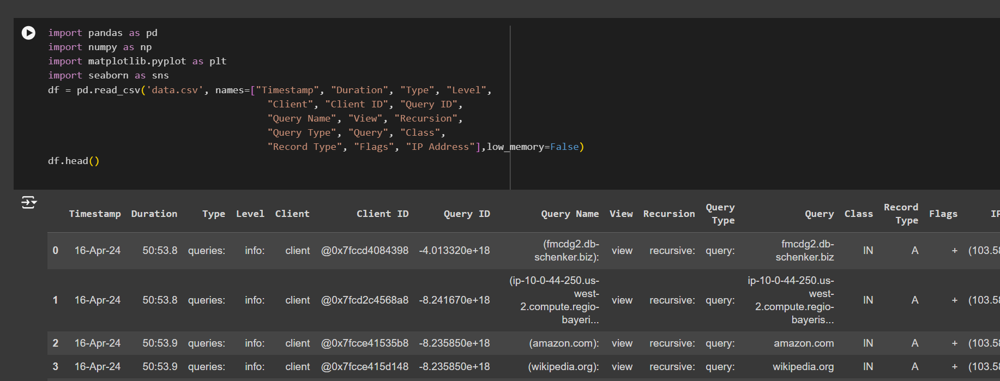 import pandas as pd
import numpy as np
import matplotlib.pyplot as plt
import seaborn as sns
df = pd.read_csv('data.csv', names=["Timestamp", "Duration", "Type", "Level",
"Client", "Client ID", "Query ID",
"Query Name", "View", "Recursion",
"Query Type", "Query", "Class",
"Record Type", "Flags", "IP Address"],low_memory=False)
df.head()
Timestamp Duration Type Level Client Client ID Query ID Query Name View Recursion Query Type Query Class Record Type Flags IP
0 16-Apr-24 50:53.8 queries: info: client @0x7fccd4084398 -4.013320e+18 (fmcdg2.db- view recursive: query: fmcdg2.db- IN A + (103.58
schenker.biz): schenker.biz
(ip-10-0-44-250.us- ip-10-0-44-250.us-
west- west-
1 16-Apr-24 50:53.8 queries: info: client @0x7fcd2c4568a8 -8.241670e+18 2.compute.regio- view recursive: query: 2.compute.regio- IN A + (103.58
bayeri... bayeris...
2 16-Apr-24 50:53.9 queries: info: client @0x7fcce41535b8 -8.235850e+18 (amazon.com): view recursive: query: amazon.com IN A + (103.58
3 16-Apr-24 50:53.9 queries: info: client @0x7fcce415d148 -8.235850e+18 (wikipedia.org): view recursive: query: wikipedia.org IN A + (103.58